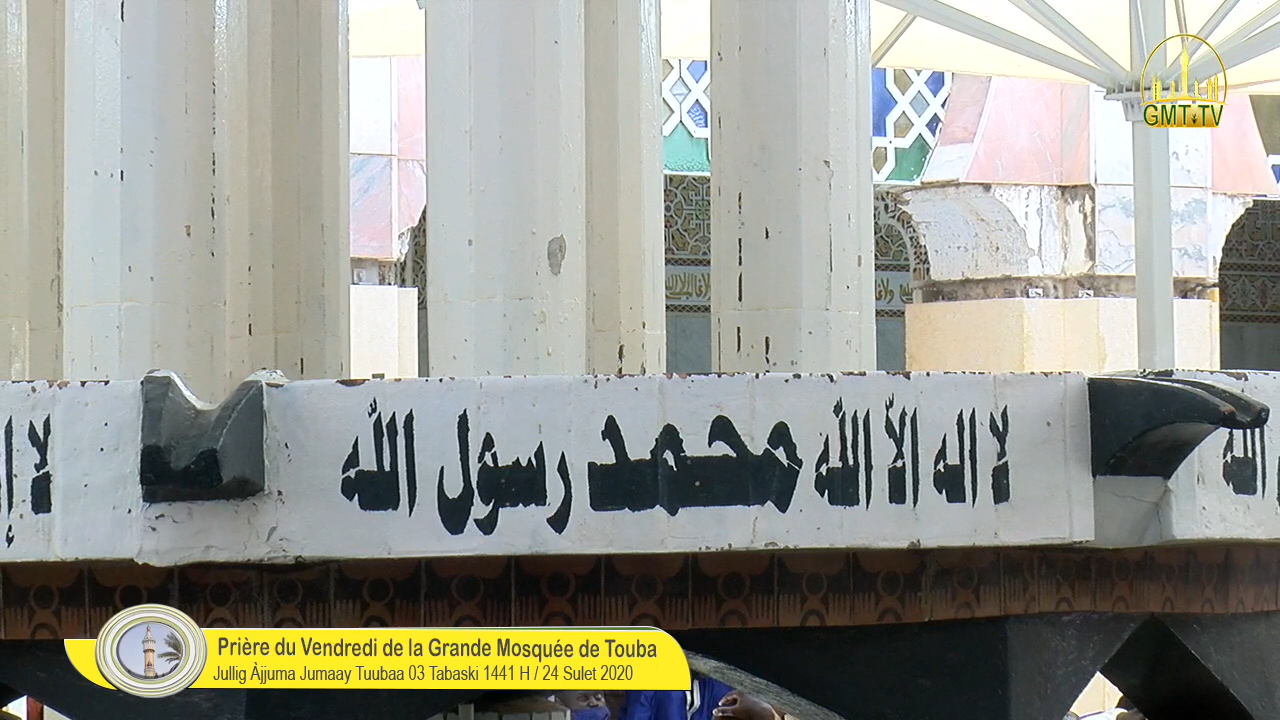 GMT TV
لا اله الا الله محمد رسول الله
Prière du Vendredi de la Grande Mosquée de Touba
Jullig Àjjuma Jumaay Tuubaa 03 Tabaski 1441 H / 24 Sulet 2020